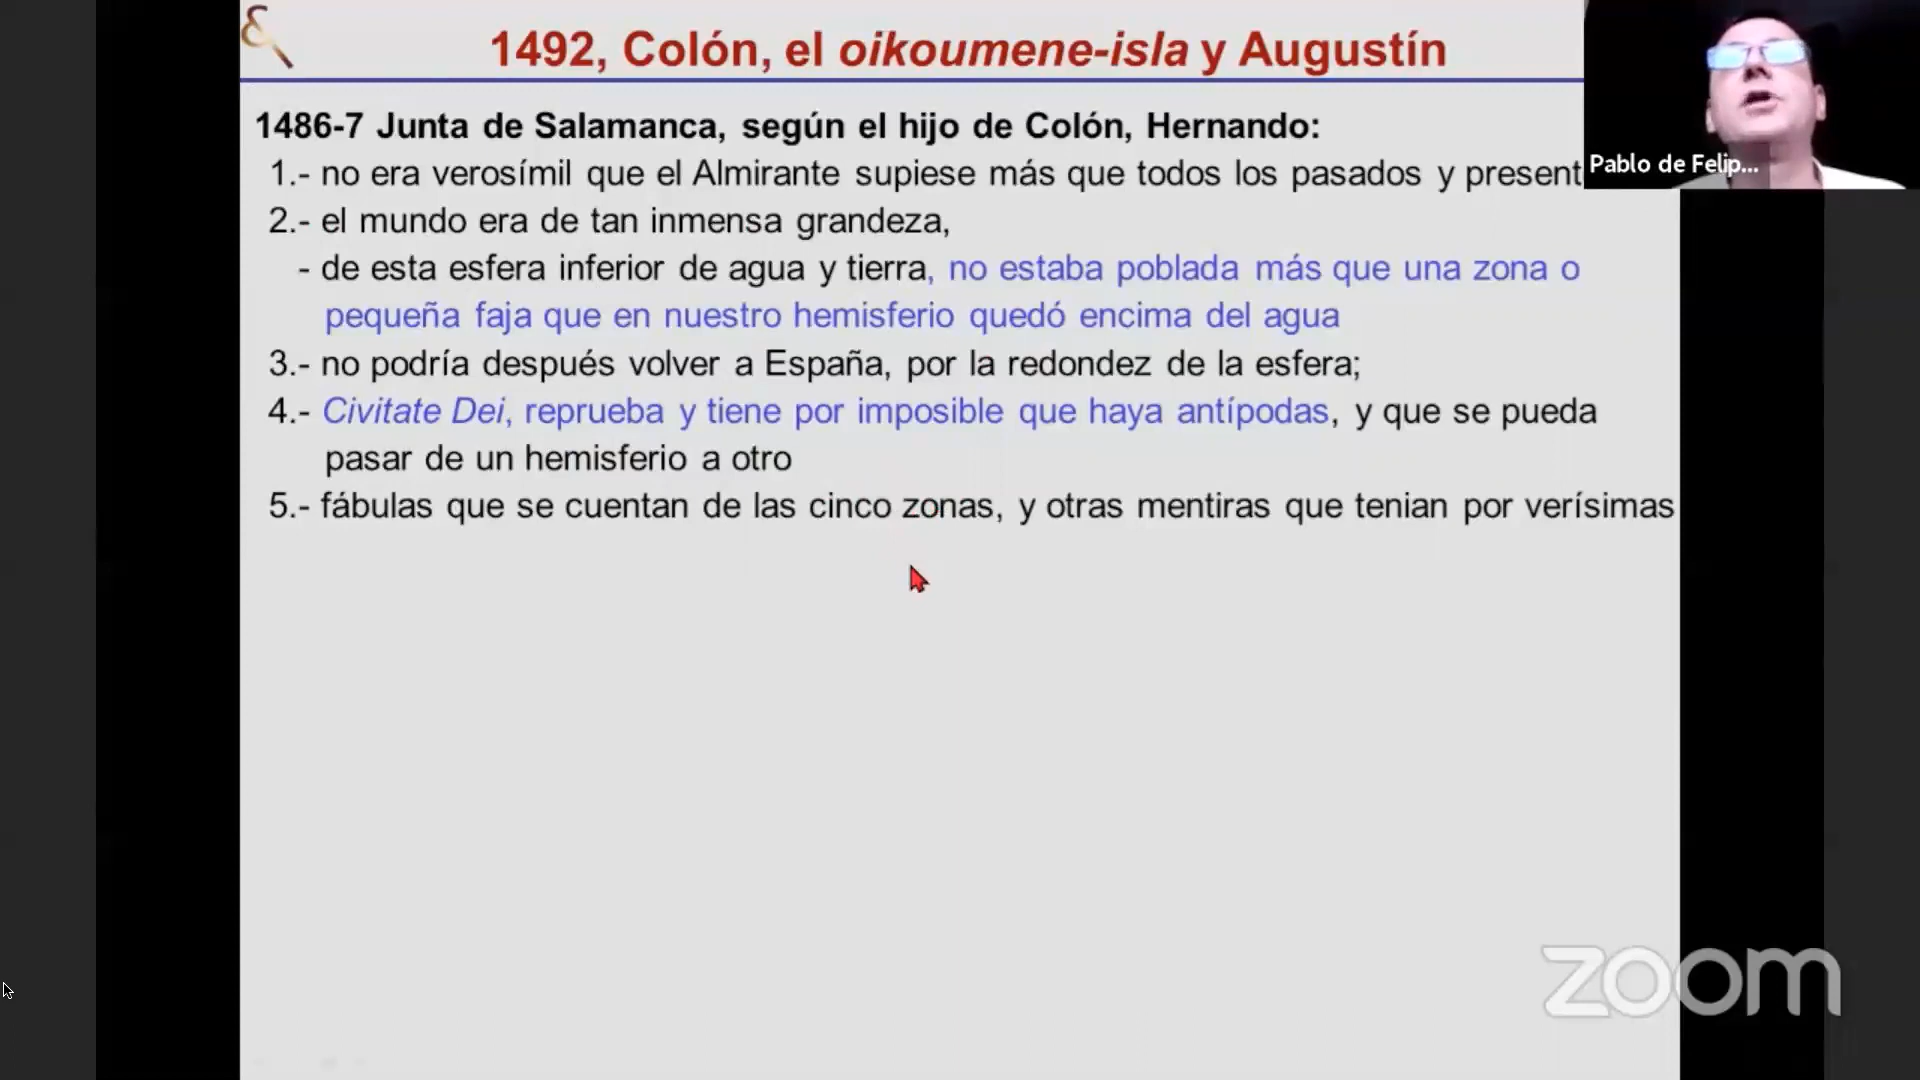 1492, Colón, el oikoumene-isla y Augustín
1486-7 Junta de Salamanca, según el hijo de Colón, Hernando:
1.- no era verosímil que el Almirante supiese más que todos los pasados y present
2.- el mundo era de tan inmensa grandeza,
- de esta esfera inferior de agua y tierra, no estaba poblada más que una zona o
pequeña faja que en nuestro hemisferio quedó encima del agua
3.- no podría después volver a España, por la redondez de la esfera;
4.- Civitate Dei, reprueba y tiene por imposible que haya antípodas, y que se pueda
pasar de un hemisferio a otro
5.- fábulas que se cuentan de las cinco zonas, y otras mentiras que tenian por verísimas
Pablo de Felip...
zoom